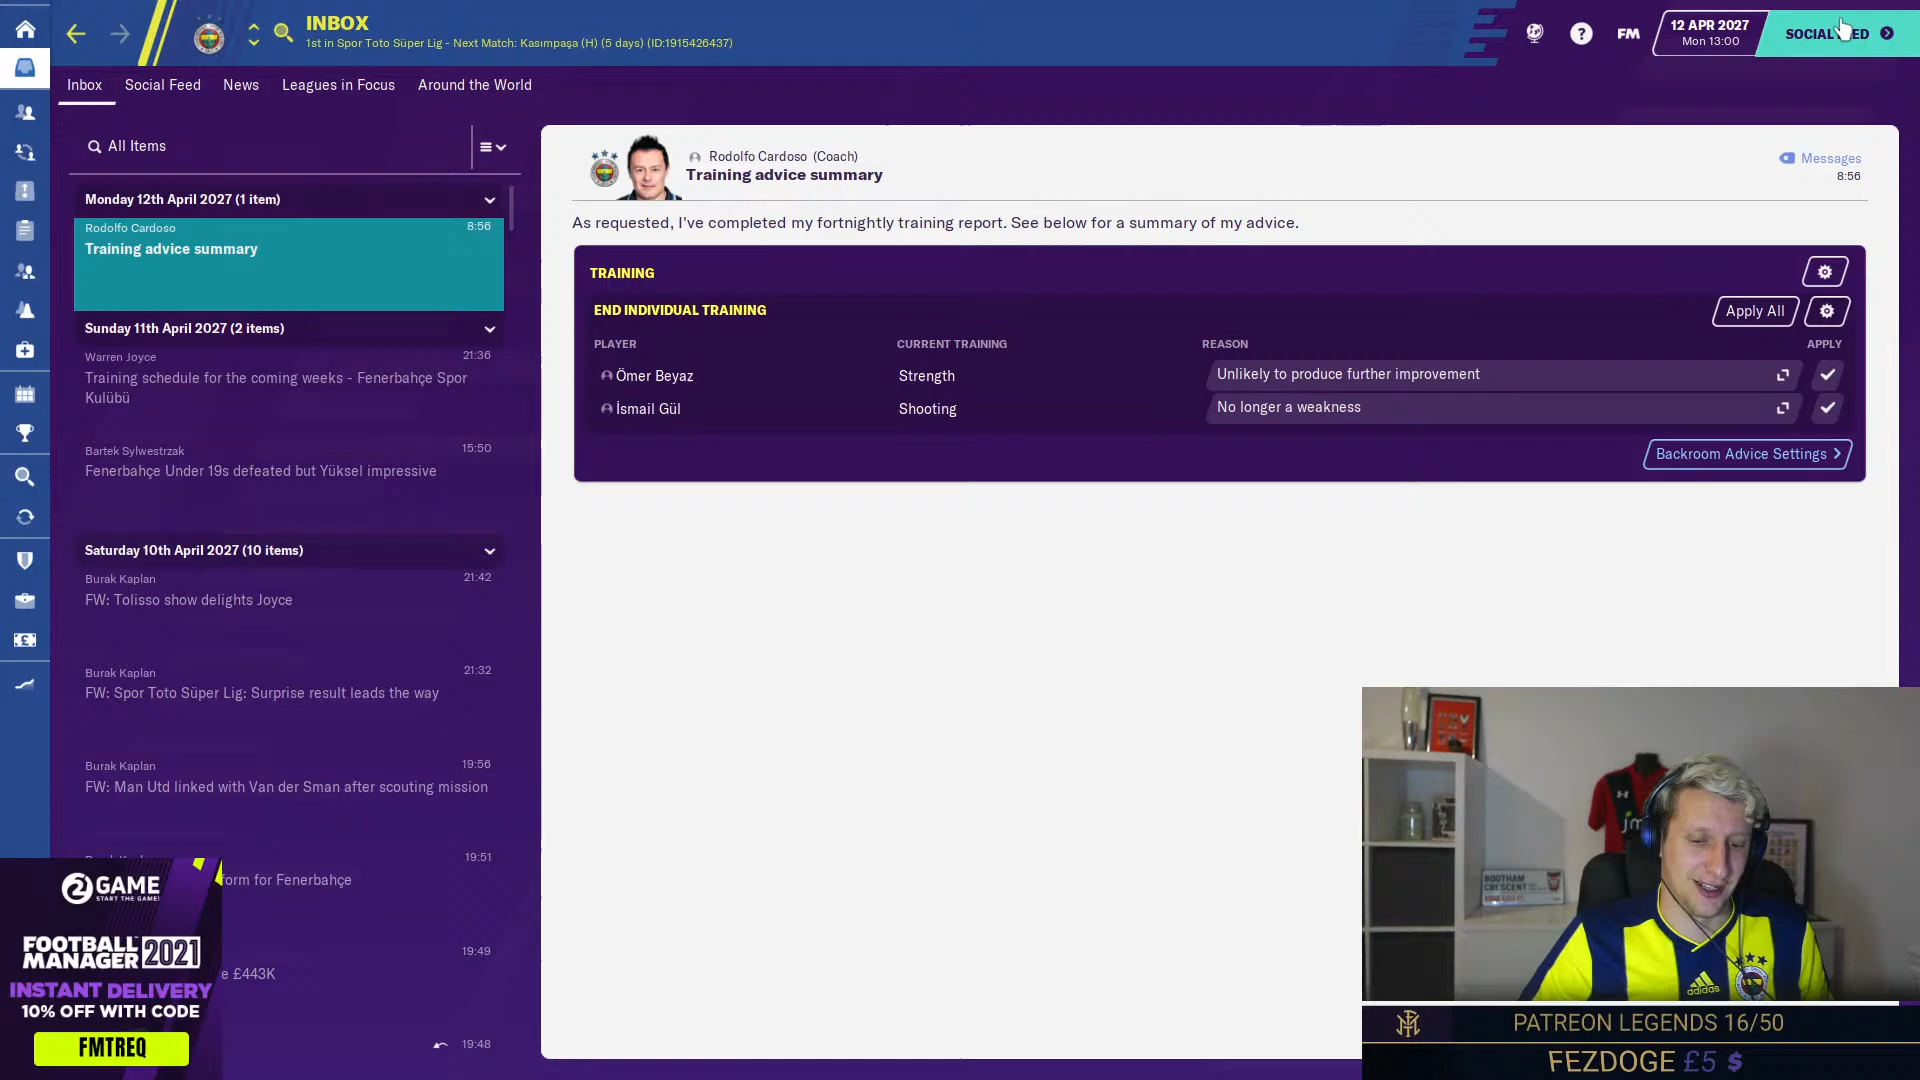 INBOX
1st in Spor Toto Süper Lig - Next Match: Kasımpaşa (H) (5 days) (ID:1915426437)
FM
12 APR 2027
Mon 13:00
Inbox Social Feed News Leagues in Focus Around the World
All Items
Monday 12th April 2027 (1 item)
Rodolfo Cardoso 8:56
Training advice summary
Sunday 11th April 2027 (2 items)
Warren Joyce 21:36
Training schedule for the coming weeks - Fenerbahçe Spor
Kulübü
Bartek Sylwestrzak 15:50
Fenerbahçe Under 19s defeated but Yüksel impressive
Saturday 10th April 2027 (10 items)
Burak Kaplan 21:42
FW: Tolisso show delights Joyce
Burak Kaplan 21:32
FW: Spor Toto Süper Lig: Surprise result leads the way
Burak Kaplan 19:56
FW: Man Utd linked with Van der Sman after scouting mission
19:51
form for Fenerbahçe
19:49
e £443K
19:48
Rodolfo Cardoso (Coach)
Training advice summary
Messages
8:56
As requested, I've completed my fortnightly training report. See below for a summary of my advice.
TRAINING
END INDIVIDUAL TRAINING Apply All
PLAYER CURRENT TRAINING REASON APPLY
Ömer Beyaz Strength Unlikely to produce further improvement
İsmail Gül Shooting No longer a weakness
Backroom Advice Settings
2 GAME
START THE GAME!
FOOTBALL
MANAGER 2021
INSTANT DELIVERY
10% OFF WITH CODE
FMTREQ
BOOTHAM
CRESCENT
adidas
PATREON LEGENDS 16/50
FEZDOGE £5 $